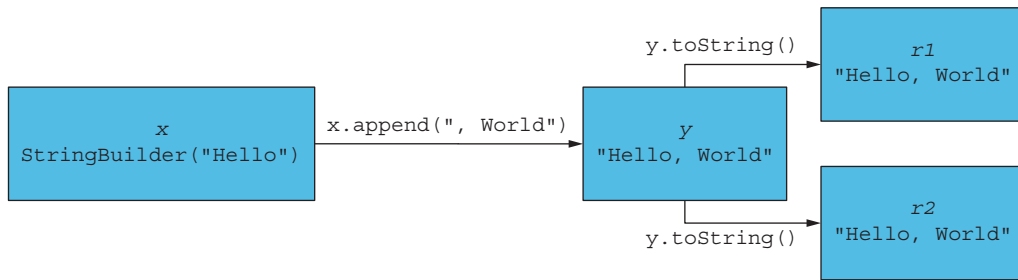 x
StringBuilder("Hello")
x.append(", World")
y
"Hello, World"
y.toString()
r1
"Hello, World"
y.toString()
r2
"Hello, World"